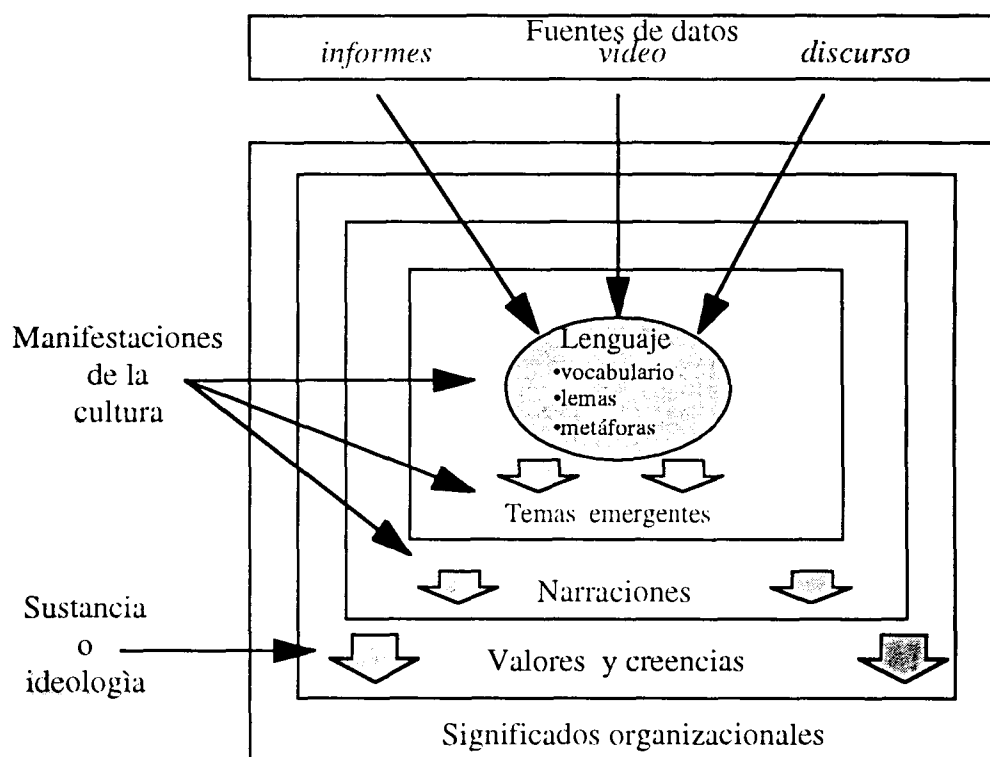 Fuentes de datos
informes video discurso
Manifestaciones
de la
cultura
Lenguaje
•vocabulario
•lemas
•metáforas
Temas emergentes
Narraciones
Sustancia
o
ideologìa
Valores y creencias
Significados organizacionales